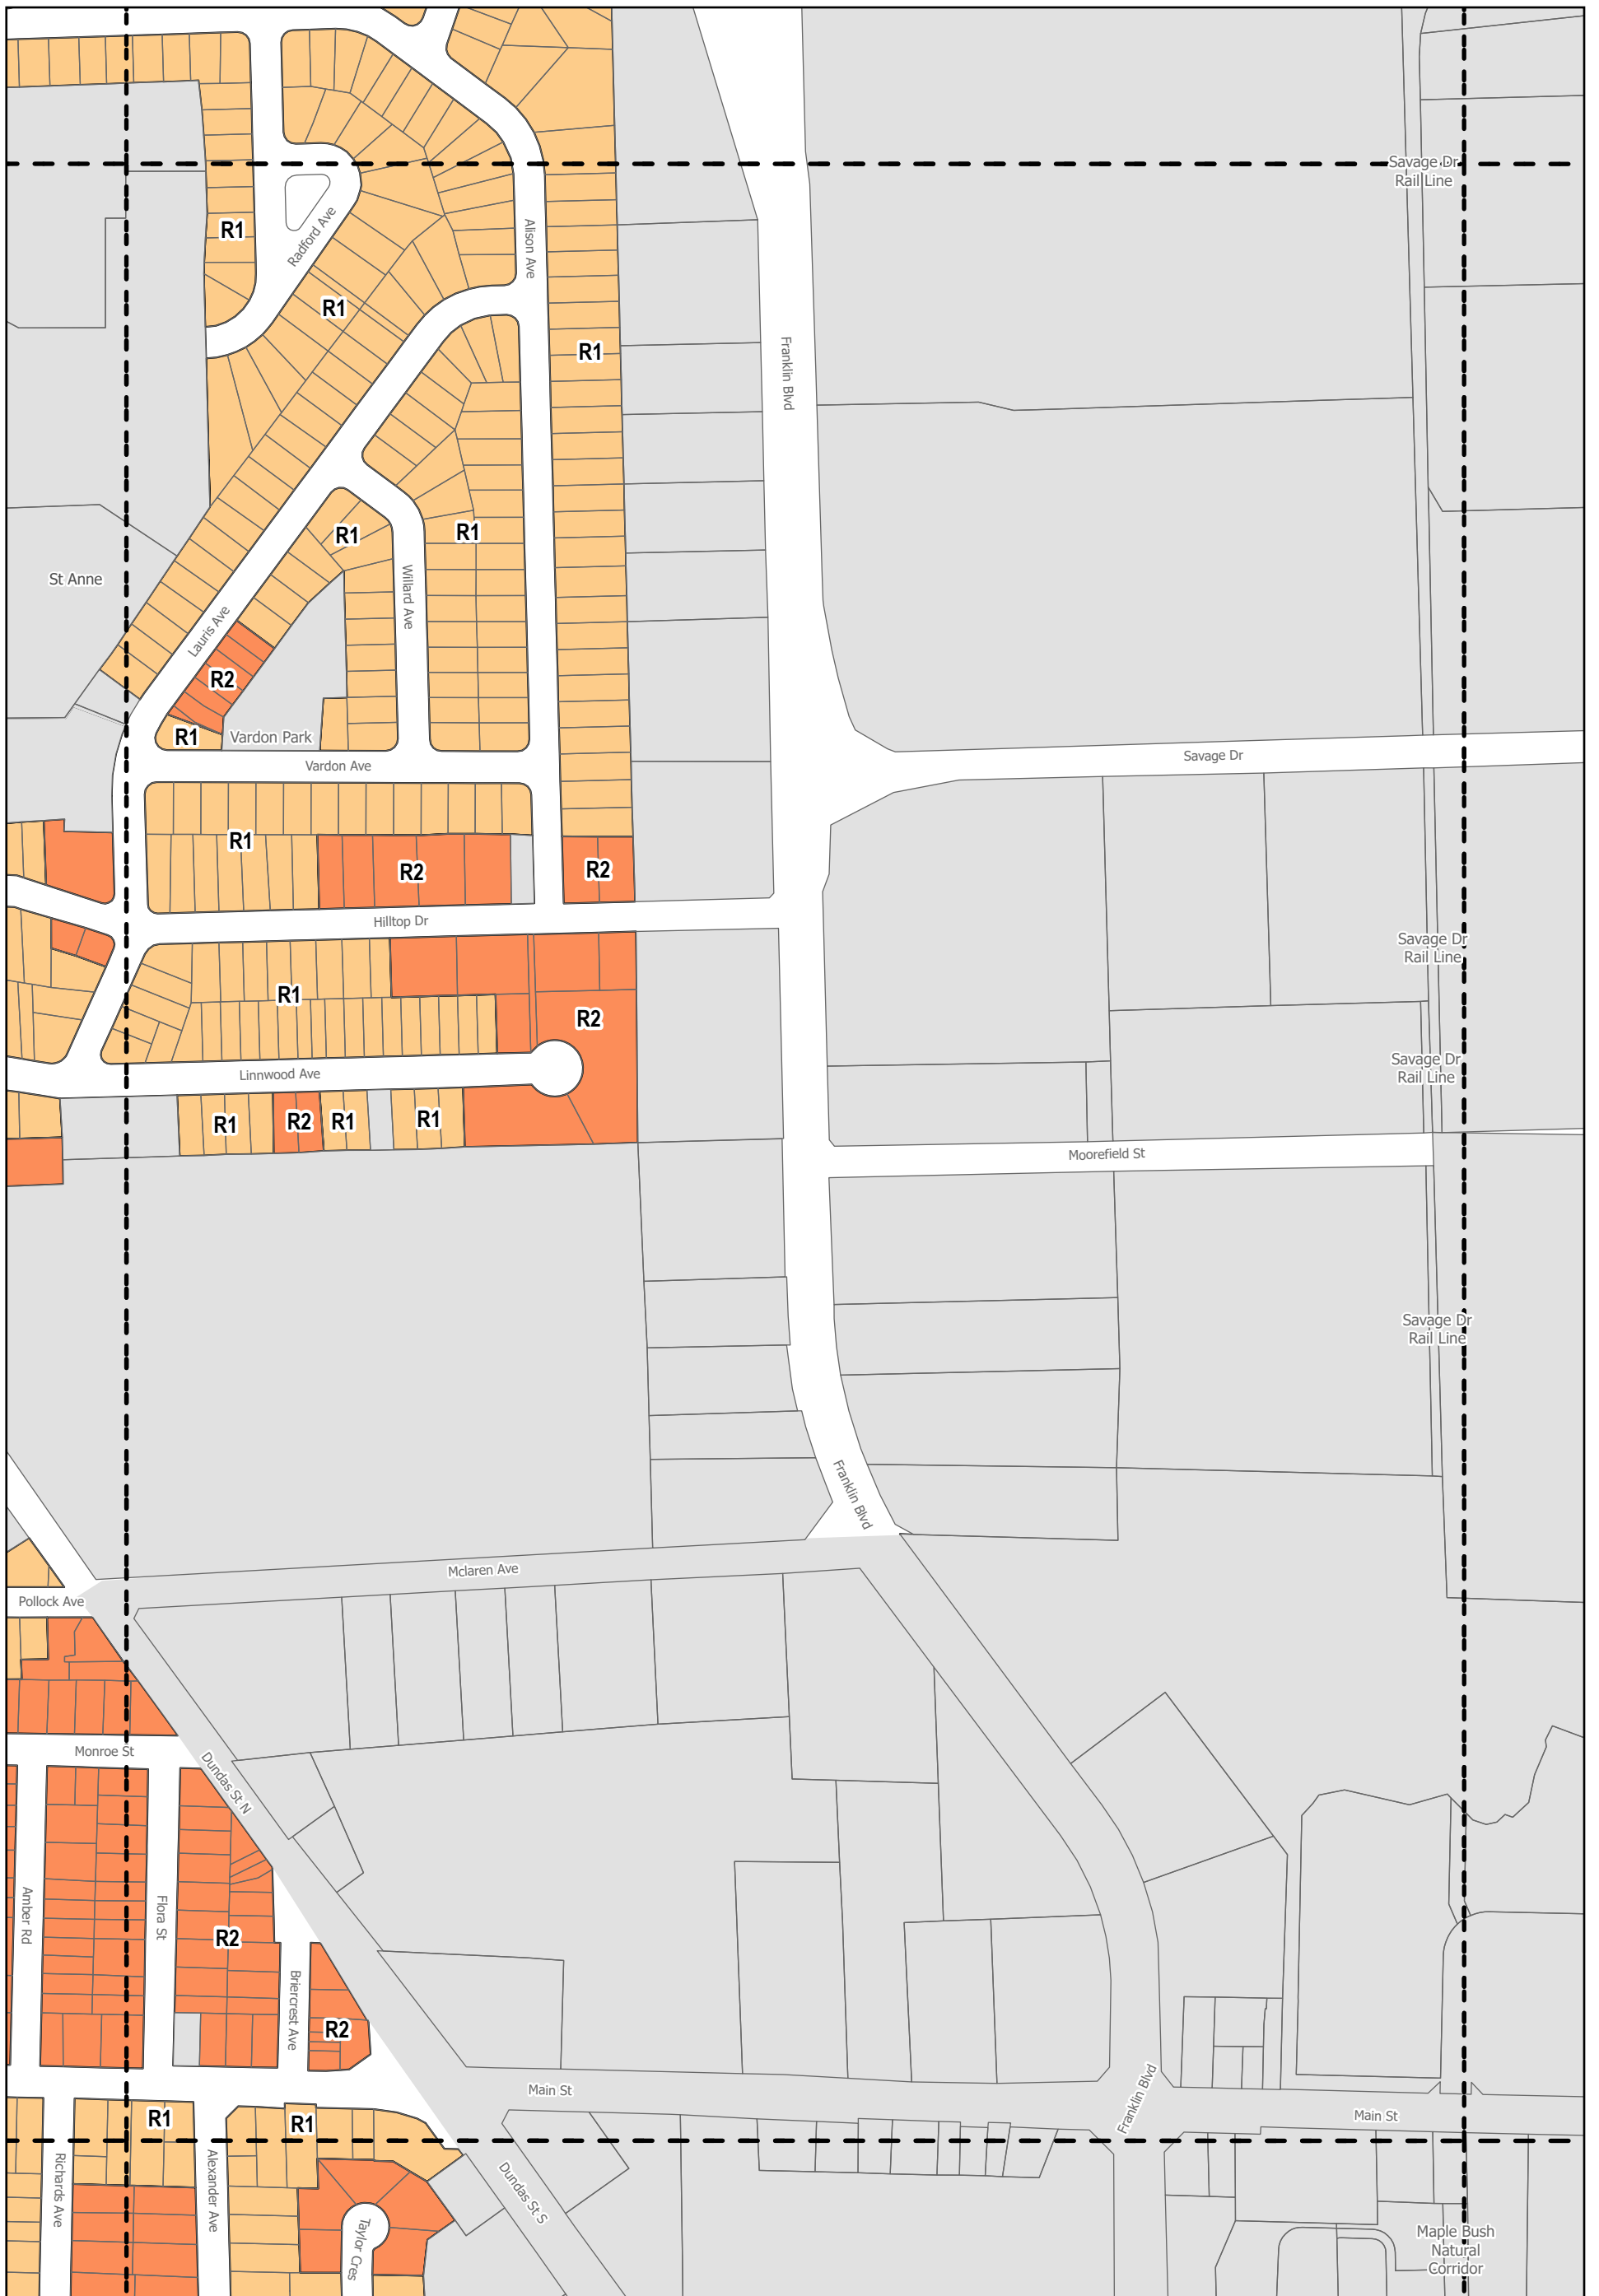 Savage Dr
Rail Line
R1
Radford Ave
Alison Ave
R1
R1
Franklin Blvd
R1
R1
St Anne
Willard Ave
Lauris Ave
R2
R1
Vardon Park
Vardon Ave
Savage Dr
R1
R2
R2
Hilltop Dr
Savage Dr
Rail Line
R1
R2
Linnwood Ave
Savage Dr
Rail Line
R1
R2
R1
R1
Moorefield St
Savage Dr
Rail Line
Franklin Blvd
Mclaren Ave
Pollock Ave
Monroe St
Dundas St N
Amber Rd
Flora St
R2
Briercrest Ave
R2
Main St
Franklin Blvd
Main St
R1
R1
Richards Ave
Alexander Ave
Dundas St S
Taylor Cres
Maple Bush
Natural
Corridor